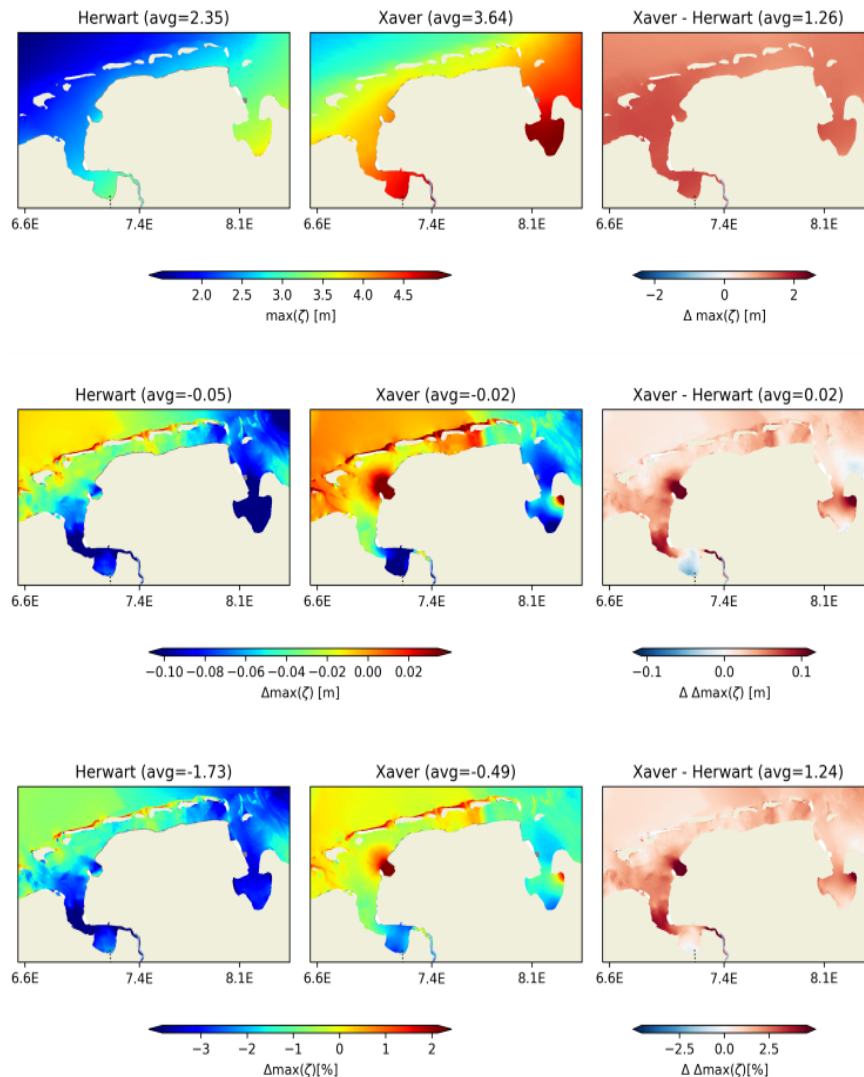 Herwart (avg=2.35) Xaver (avg=3.64) Xaver - Herwart (avg=1.26)
6.6E 7.4E 8.1E 6.6E 7.4E 8.1E 6.6E 7.4E 8.1E
2.0 2.5 3.0 3.5 4.0 4.5 −2 0 2
max(ζ) [m] Δ max(ζ) [m]
Herwart (avg=-0.05) Xaver (avg=-0.02) Xaver - Herwart (avg=0.02)
6.6E 7.4E 8.1E 6.6E 7.4E 8.1E 6.6E 7.4E 8.1E
−0.10 −0.08 −0.06 −0.04 −0.02 0.00 0.02 −0.1 0.0 0.1
Δmax(ζ) [m] Δ Δmax(ζ) [m]
Herwart (avg=-1.73) Xaver (avg=-0.49) Xaver - Herwart (avg=1.24)
6.6E 7.4E 8.1E 6.6E 7.4E 8.1E 6.6E 7.4E 8.1E
−3 −2 −1 0 1 2 −2.5 0.0 2.5
Δmax(ζ)[%] Δ Δmax(ζ)[%]